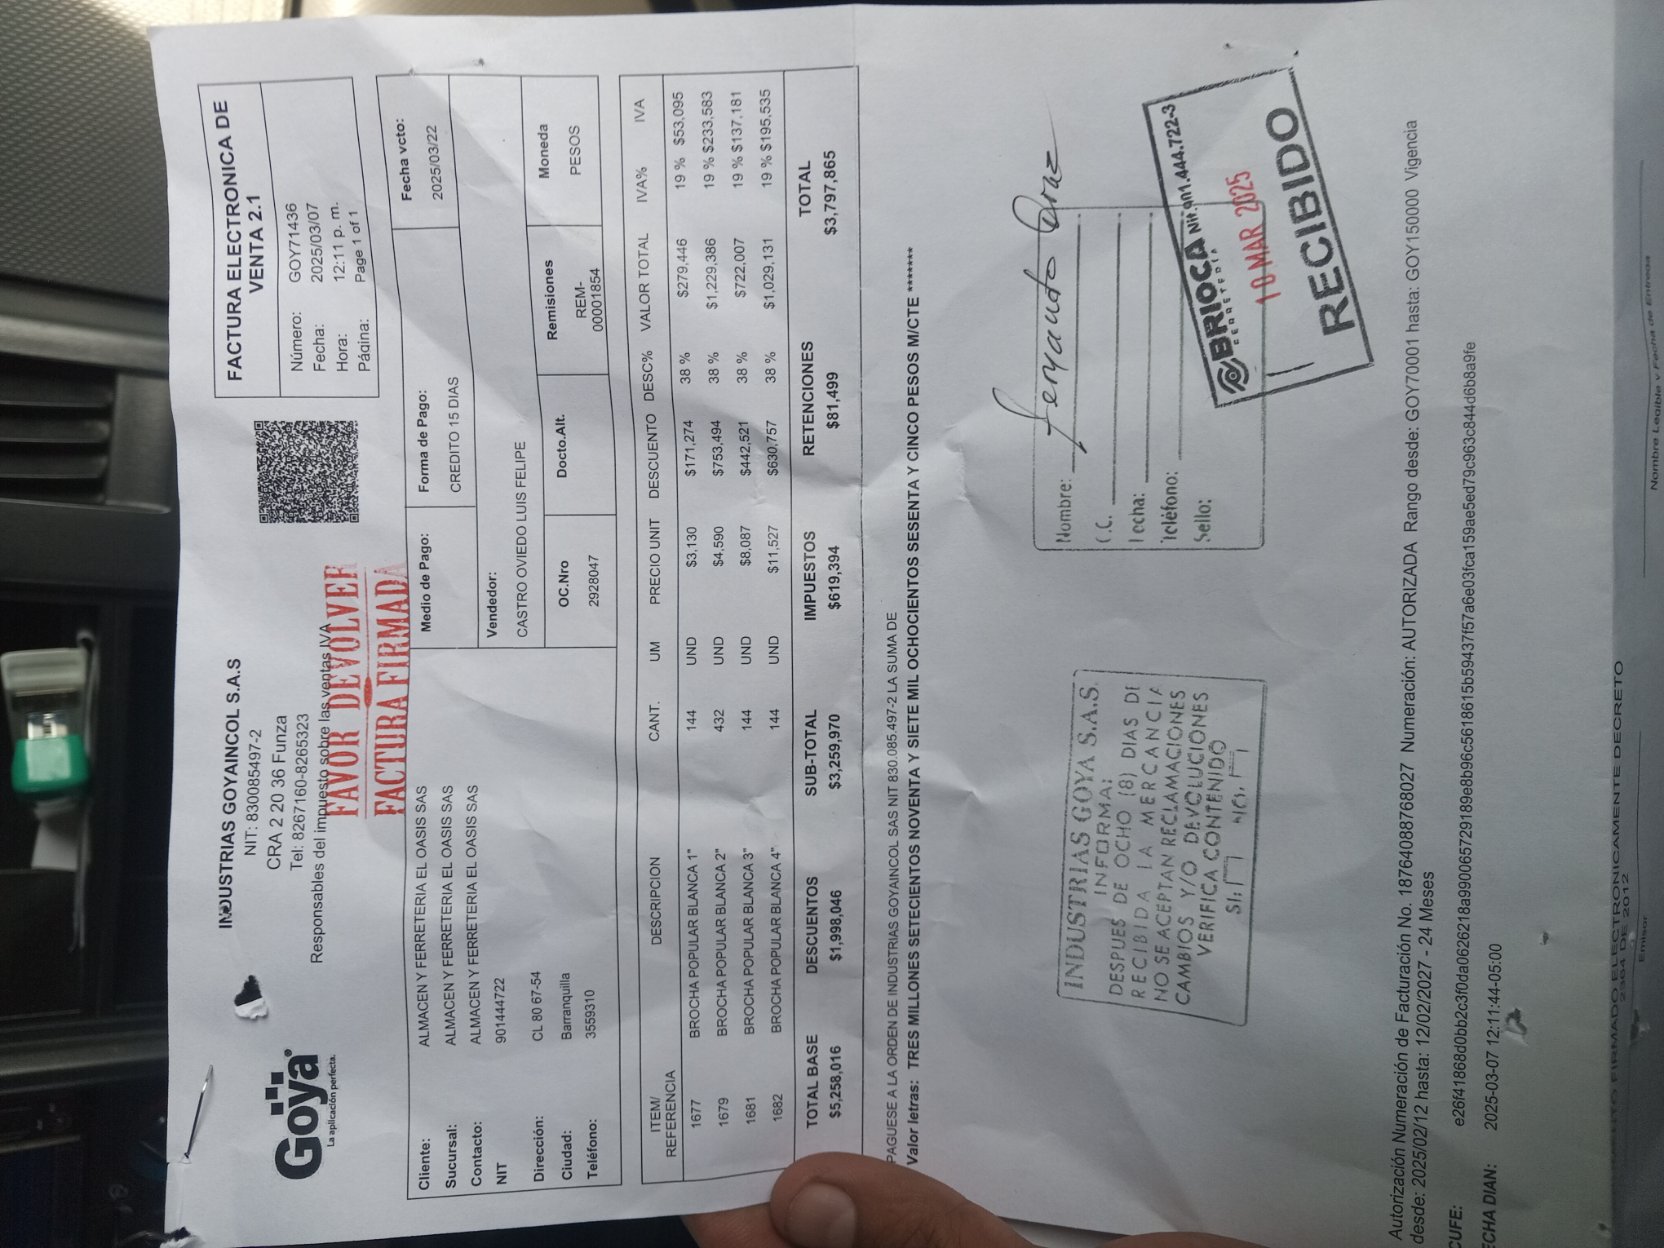 Goya
La aplicación perfecta.
INDUSTRIAS GOYAINCOL S.A.S
NIT: 830085497-2
CRA 2 20 36 Funza
Tel: 8267160-8265323
Responsables del impuesto sobre las ventas IVA
FAVOR DEVOLVER
FACTURA FIRMADA
FACTURA ELECTRONICA DE
VENTA 2.1
Número: GOY71436
Fecha: 2025/03/07
Hora: 12:11 p. m.
Página: Page 1 of 1
Cliente: ALMACEN Y FERRETERIA EL OASIS SAS
Sucursal: ALMACEN Y FERRETERIA EL OASIS SAS
Contacto: ALMACEN Y FERRETERIA EL OASIS SAS
NIT 901444722
Dirección: CL 80 67-54
Ciudad: Barranquilla
Teléfono: 3559310
Medio de Pago: Forma de Pago: Fecha vcto:
CREDITO 15 DIAS 2025/03/22
Vendedor:
CASTRO OVIEDO LUIS FELIPE
OC.Nro Docto.Alt. Remisiones Moneda
2928047 REM-00001854 PESOS
ITEM/REFERENCIA DESCRIPCION CANT. UM PRECIO UNIT DESCUENTO DESC% VALOR TOTAL IVA% IVA
1677 BROCHA POPULAR BLANCA 1" 144 UND $3,130 $171,274 38 % $279,446 19 % $53,095
1679 BROCHA POPULAR BLANCA 2" 432 UND $4,590 $753,494 38 % $1,229,386 19 % $233,583
1681 BROCHA POPULAR BLANCA 3" 144 UND $8,087 $442,521 38 % $722,007 19 % $137,181
1682 BROCHA POPULAR BLANCA 4" 144 UND $11,527 $630,757 38 % $1,029,131 19 % $195,535
TOTAL BASE DESCUENTOS SUB-TOTAL IMPUESTOS RETENCIONES TOTAL
$5,258,016 $1,998,046 $3,259,970 $619,394 $81,499 $3,797,865
PAGUESE A LA ORDEN DE INDUSTRIAS GOYAINCOL SAS NIT 830.085.497-2 LA SUMA DE
Valor letras: TRES MILLONES SETECIENTOS NOVENTA Y SIETE MIL OCHOCIENTOS SESENTA Y CINCO PESOS M/CTE *******
INDUSTRIAS GOYA S.A.S.
INFORMA:
DESPUES DE OCHO (8) DIAS DE
RECIBIDA LA MERCANCIA
NO SE ACEPTAN RECLAMACIONES
CAMBIOS Y/O DEVOLUCIONES
VERIFICA CONTENIDO
SI: NO:
Nombre: Fernando
C.C.
Fecha:
Teléfono:
Sello:
BRIOCA Nit.901.444.722-3
FERRETERIA
10 MAR 2025
RECIBIDO
Autorización Numeración de Facturación No. 18764088768027 Numeración: AUTORIZADA Rango desde: GOY70001 hasta: GOY150000 Vigencia
desde: 2025/02/12 hasta: 12/02/2027 - 24 Meses
CUFE: e26f41868d0bb2c3f0da0626218a990065729189e8b96c5618615b59437f57a6e03fca159ae5ed79c963c844d6b8a9fe
FECHA DIAN: 2025-03-07 12:11:44-05:00
FIRMADO ELECTRONICAMENTE DECRETO
2364 DE 2012
Emisor
Nombre Legible y Fecha de Entrega